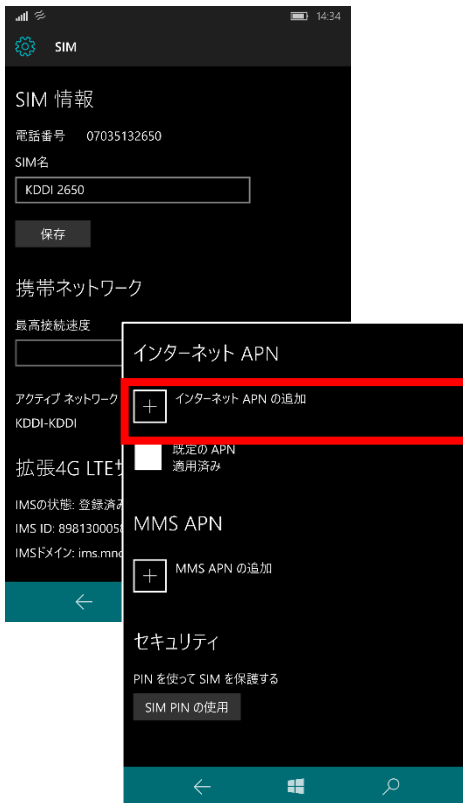 14:34
SIM
SIM 情報
電話番号 07035132650
SIM名
KDDI 2650
保存
携帯ネットワーク
最高接続速度
アクティブ ネットワーク
KDDI-KDDI
拡張4G LTE
IMSの状態: 登録済み
IMS ID: 898130005
IMSドメイン: ims.mnc
インターネット APN
インターネット APN の追加
既定の APN
適用済み
MMS APN
MMS APN の追加
セキュリティ
PIN を使って SIM を保護する
SIM PIN の使用